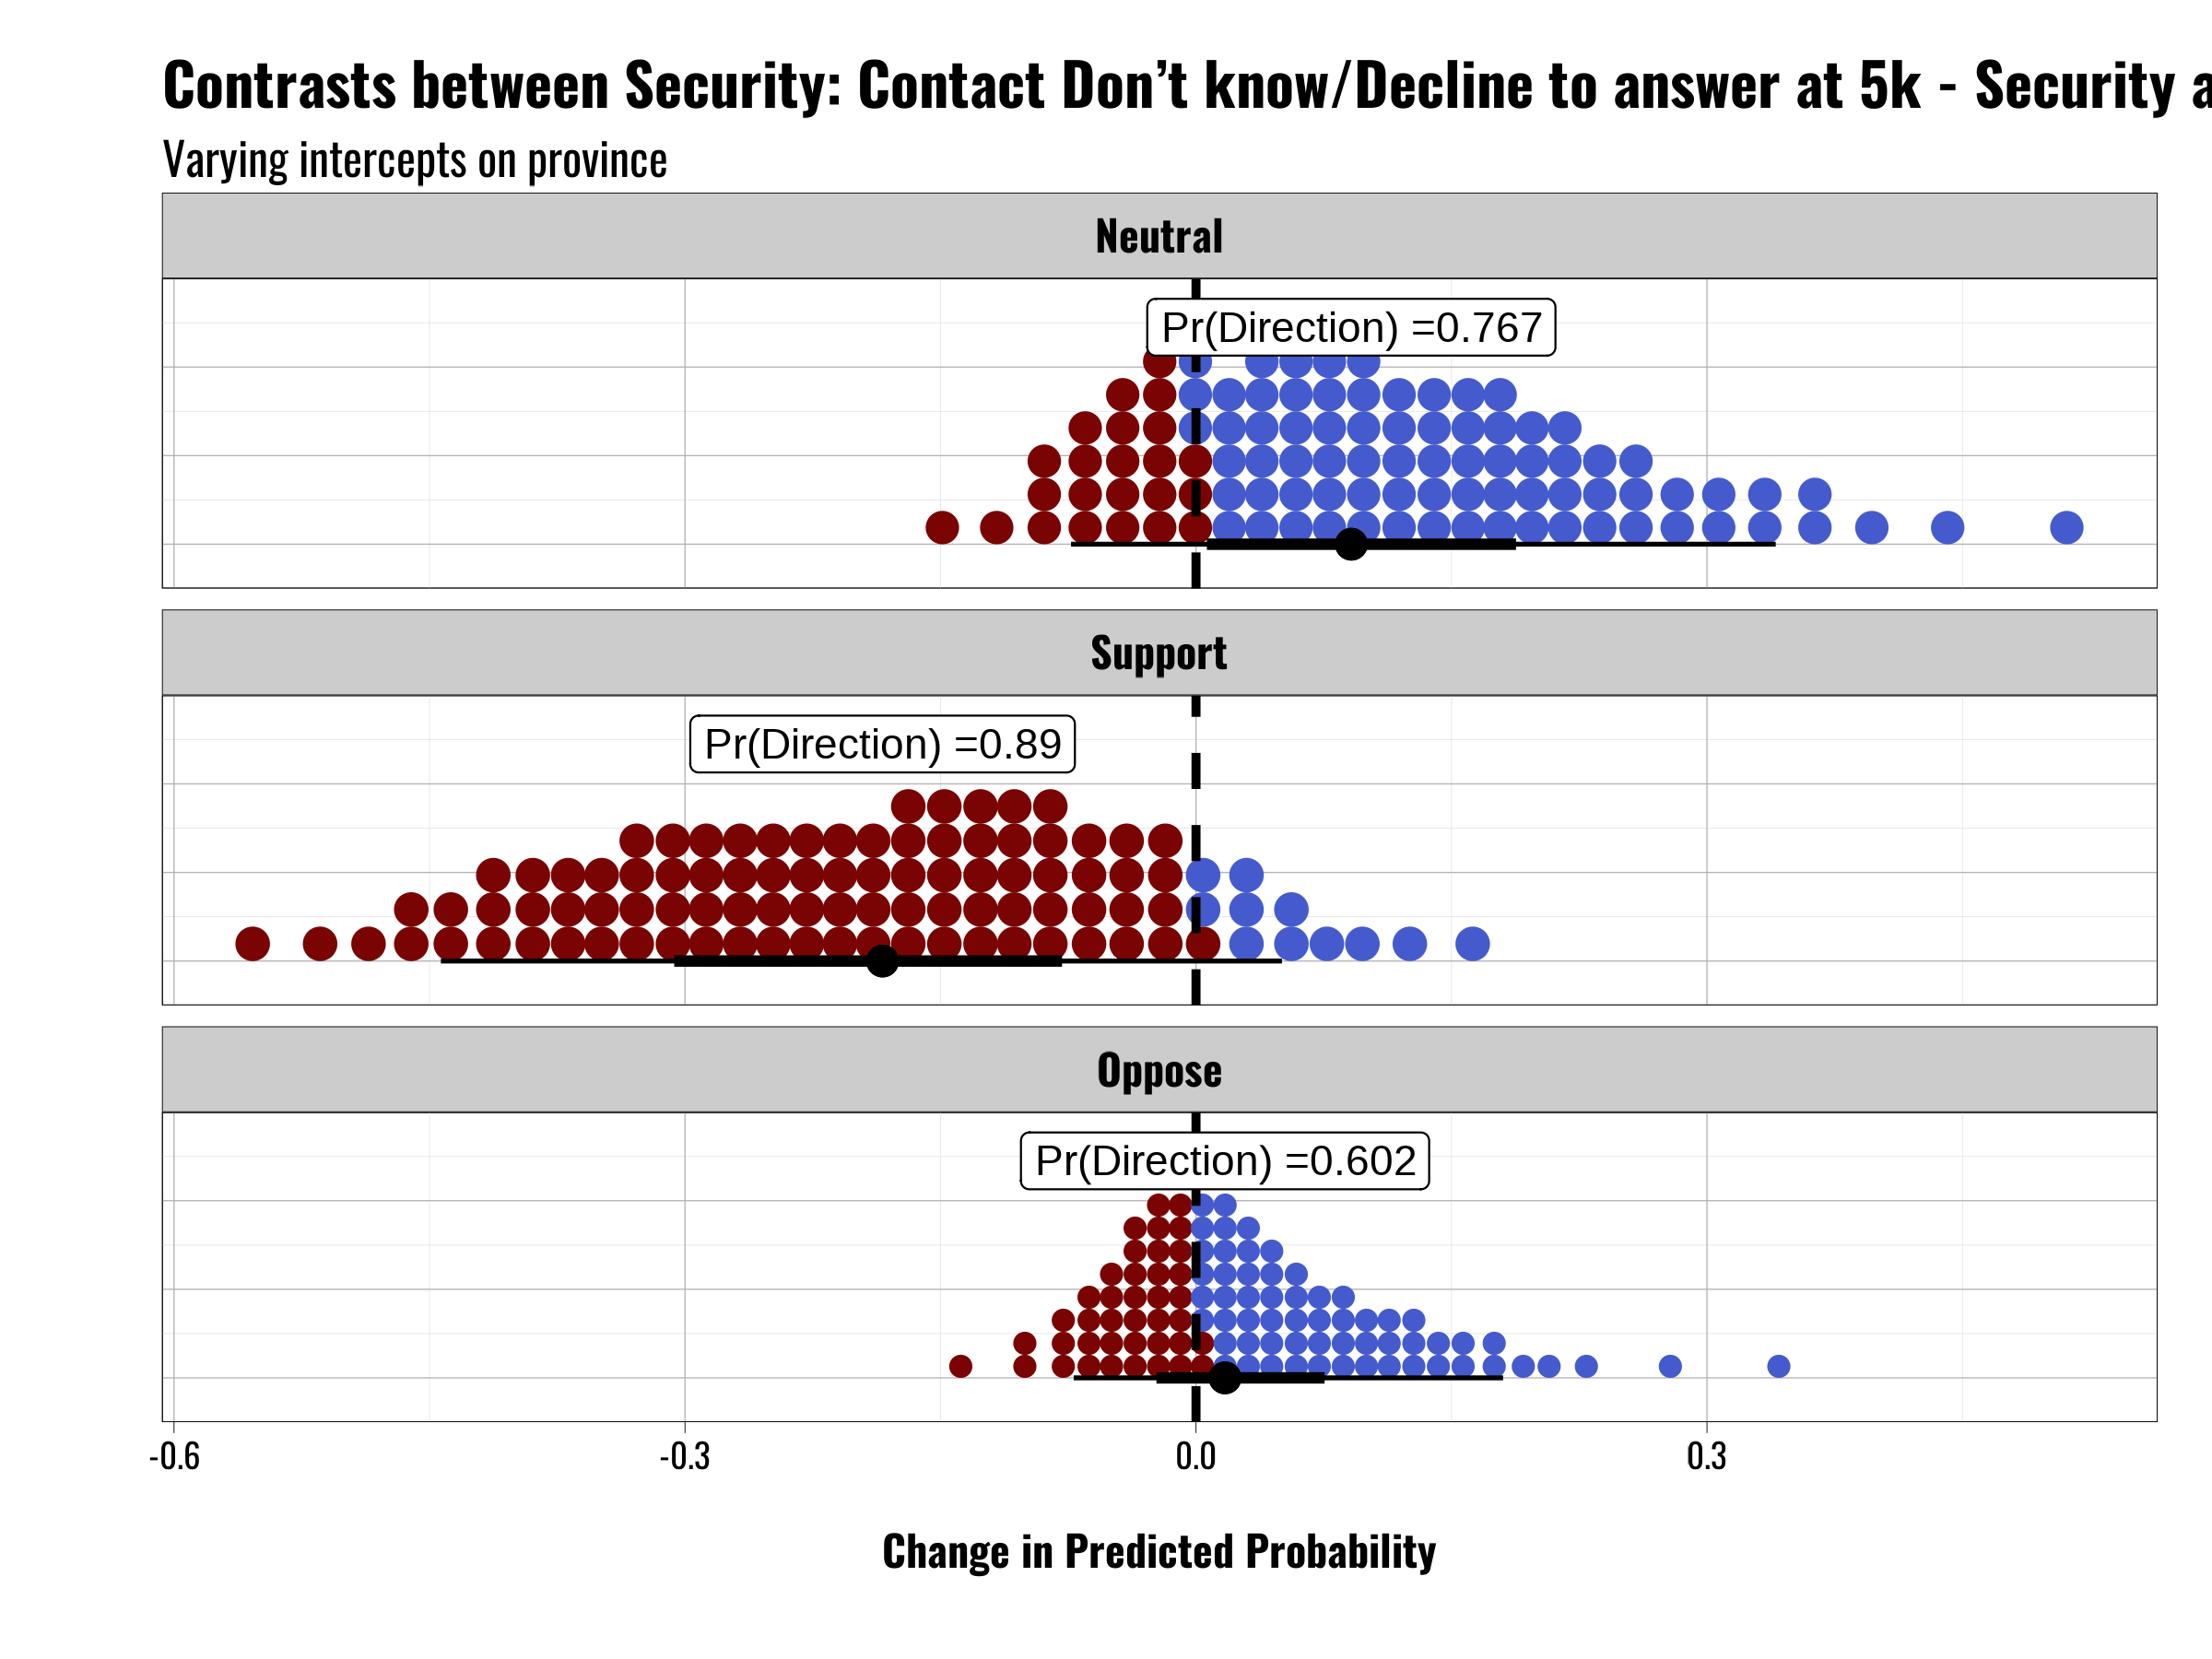 Contrasts between Security: Contact Don’t know/Decline to answer at 5k - Security
Varying intercepts on province
Neutral
Pr(Direction) =0.767
Support
Pr(Direction) =0.89
Oppose
Pr(Direction) =0.602
-0.6 -0.3 0.0 0.3
Change in Predicted Probability